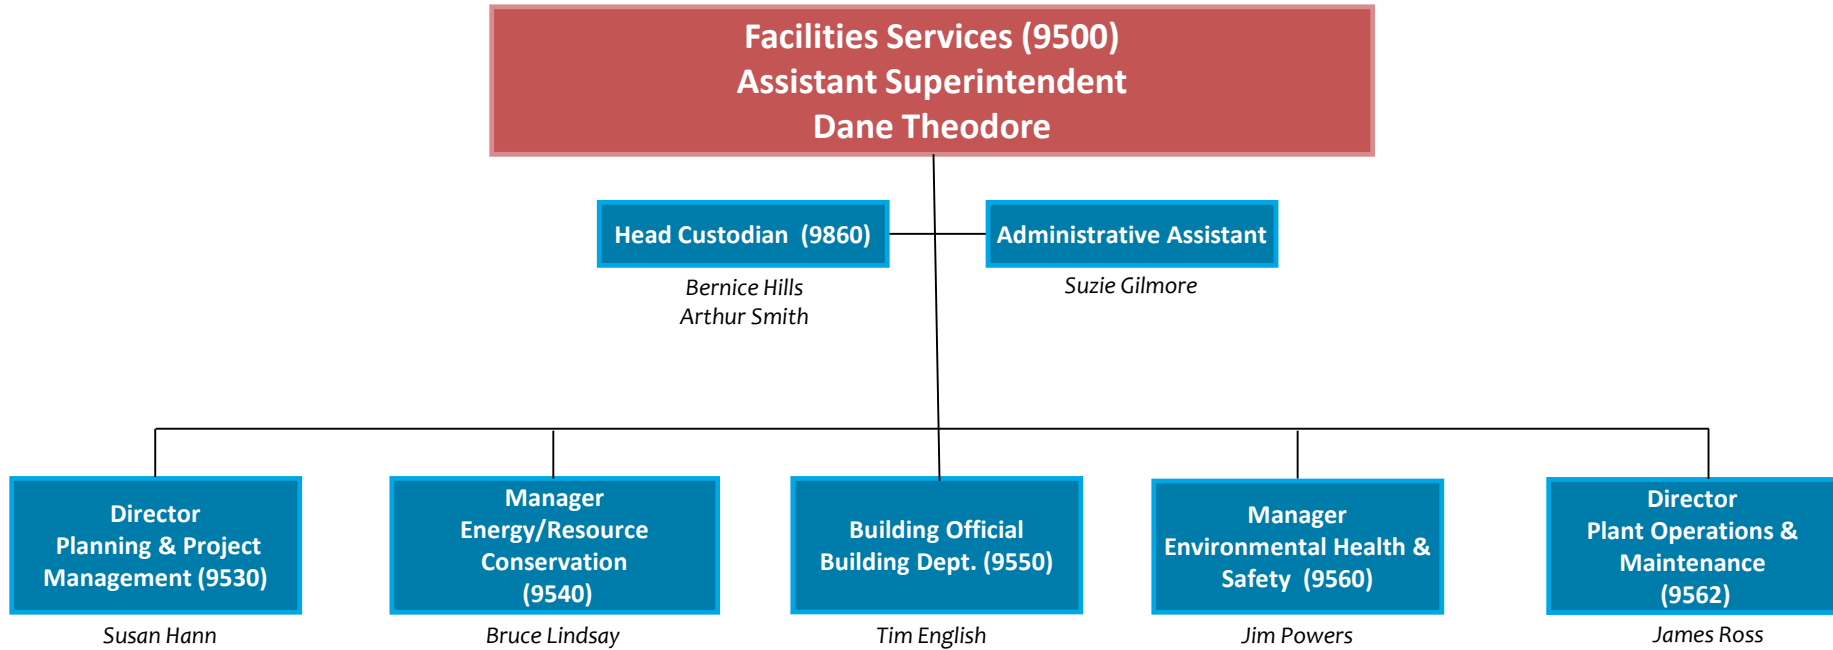 Facilities Services (9500)
Assistant Superintendent
Dane Theodore
Head Custodian (9860)
Bernice Hills
Arthur Smith
Administrative Assistant
Suzie Gilmore
Director
Planning & Project
Management (9530)
Susan Hann
Manager
Energy/Resource
Conservation
(9540)
Bruce Lindsay
Building Official
Building Dept. (9550)
Tim English
Manager
Environmental Health &
Safety (9560)
Jim Powers
Director
Plant Operations &
Maintenance
(9562)
James Ross